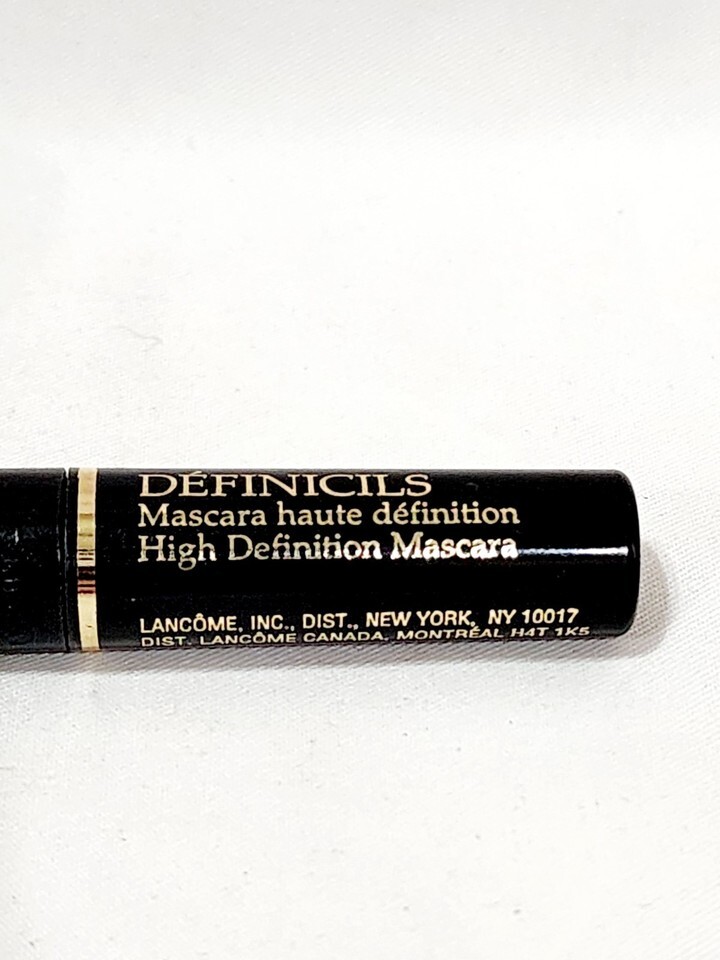 DÉFINICILS
Mascara haute définition
High Definition Mascara
LANCÔME, INC., DIST., NEW YORK, NY 10017
DIST. LANCÔME CANADA, MONTRÉAL H4T 1K5